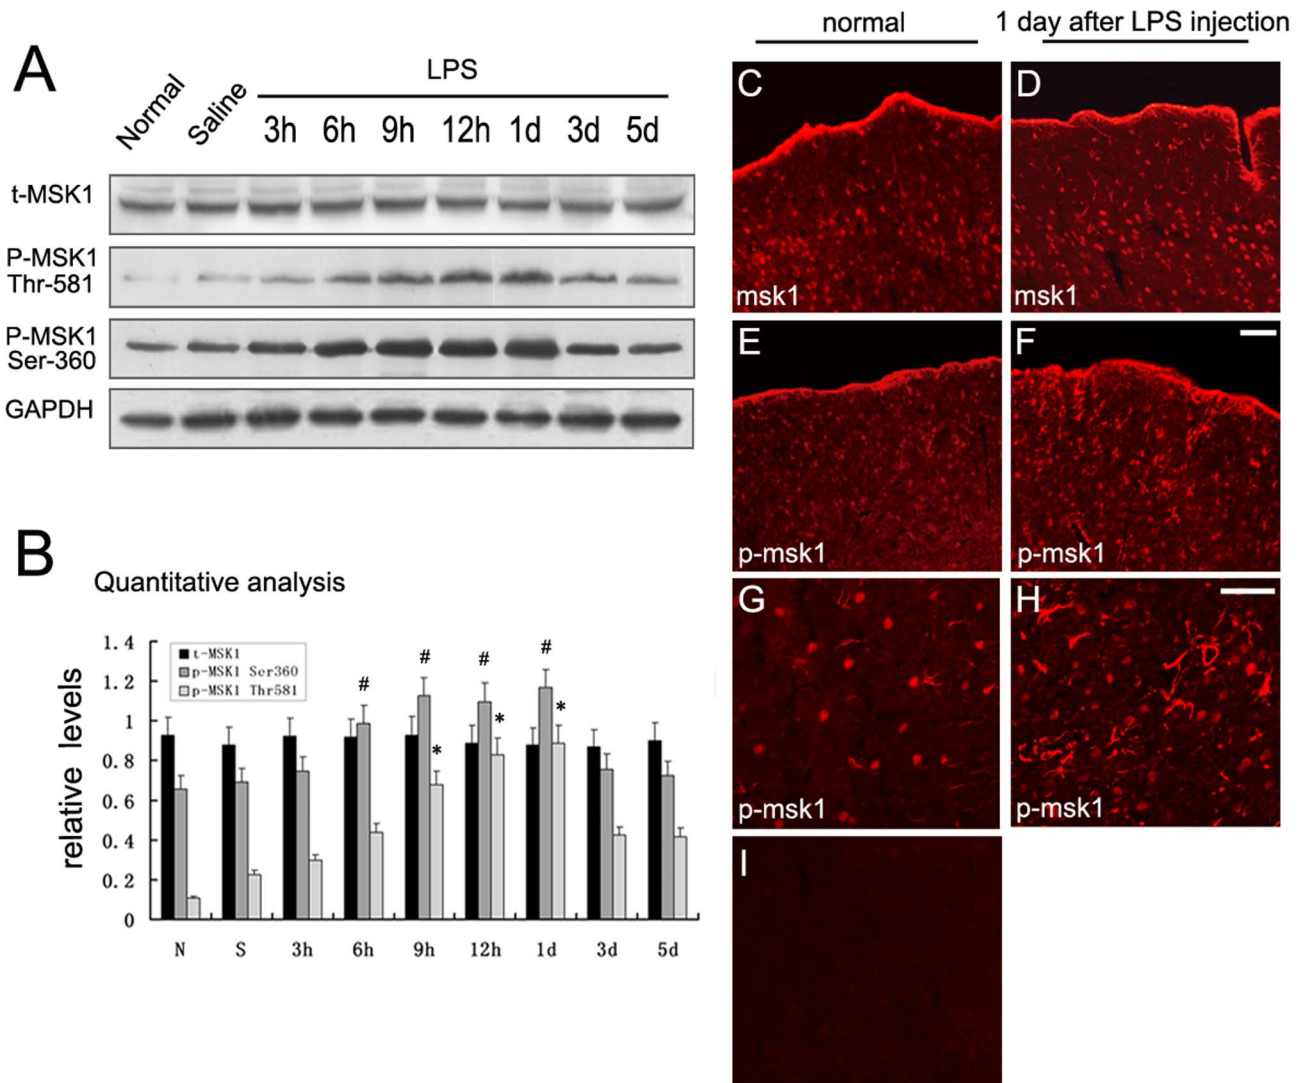 A
LPS
Normal Saline 3h 6h 9h 12h 1d 3d 5d
t-MSK1
P-MSK1
Thr-581
P-MSK1
Ser-360
GAPDH
B
Quantitative analysis
relative levels
1.4
1.2
1
0.8
0.6
0.4
0.2
0
t-MSK1
p-MSK1 Ser360
p-MSK1 Thr581
# # # #
* * *
N S 3h 6h 9h 12h 1d 3d 5d
normal 1 day after LPS injection
C
msk1
D
msk1
E
p-msk1
F
p-msk1
G
p-msk1
H
p-msk1
I